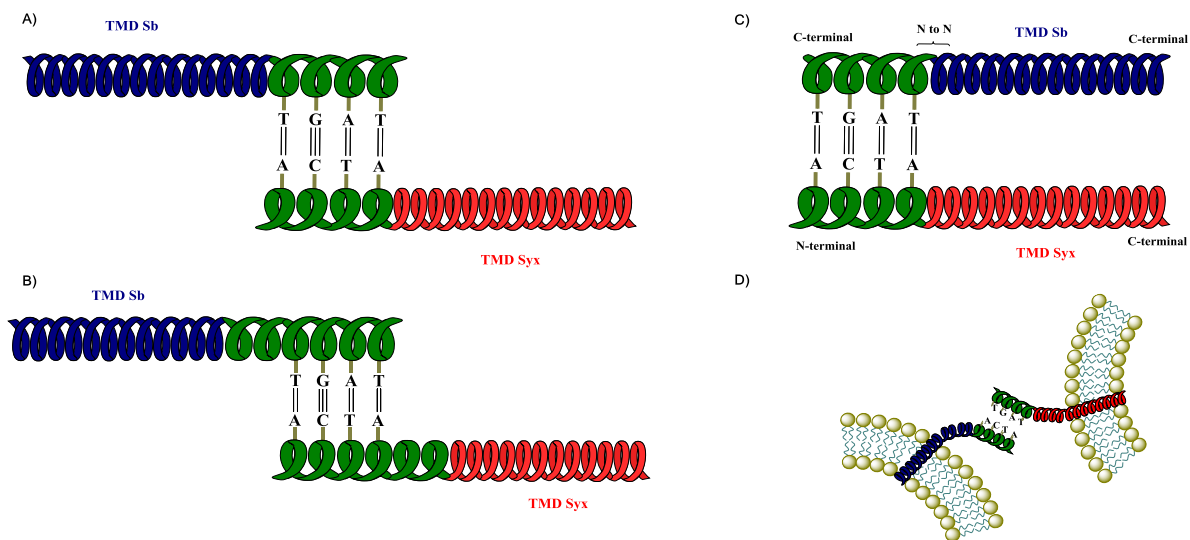 A)
TMD Sb
T G A T
A C T A
TMD Syx
B)
TMD Sb
T G A T
A C T A
TMD Syx
C)
C-terminal
N to N
TMD Sb
C-terminal
T G A T
A C T A
N-terminal
TMD Syx
C-terminal
D)
T G A T
A C T A